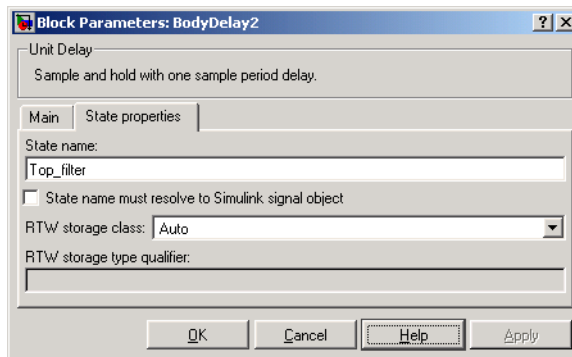 Block Parameters: BodyDelay2
Unit Delay
Sample and hold with one sample period delay.
Main State properties
State name:
Top_filter
State name must resolve to Simulink signal object
RTW storage class: Auto
RTW storage type qualifier:
OK Cancel Help Apply